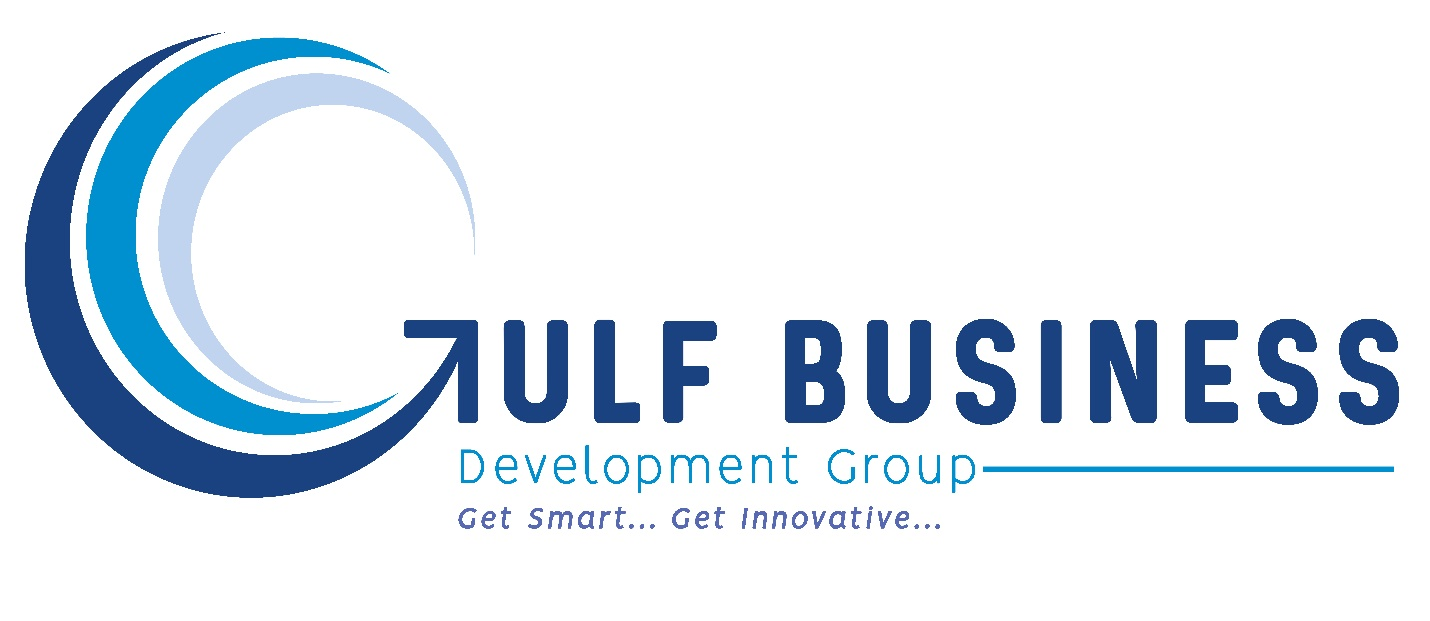 GULF BUSINESS
Development Group
Get Smart... Get Innovative...